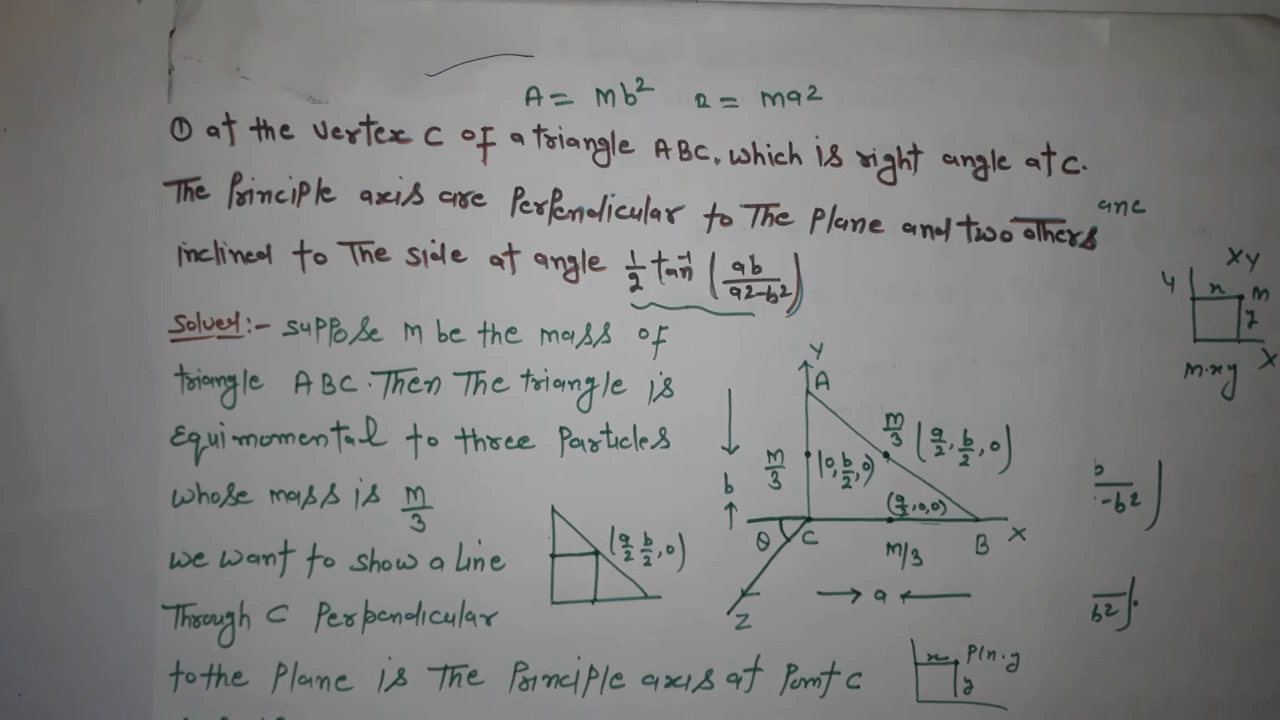 A = Mb² B = ma²
① at the vertex C of a triangle ABC, which is right angle at C.
The Principle axis are Perpendicular to The Plane and two others
anc
inclined to The side at angle 1/2 tan⁻¹ (ab/a2-b²)
Solved:- suppose M be the mass of
triangle ABC. Then The triangle is
Equimomental to three Particles
whose mass is M/3
we want to show a Line
Through C Perpendicular
to the Plane is The Principle axis at Point C
Y
A
M/3 (a/2, b/2, 0)
M/3 (0, b/2, 0)
b
(a/2, 0, 0)
θ C M/3 B X
→ a ←
Z
(a/2 b/2, 0)
XY
Y x m
y
X
m.xy
b/-b²)
b²).
x P(x.y
y